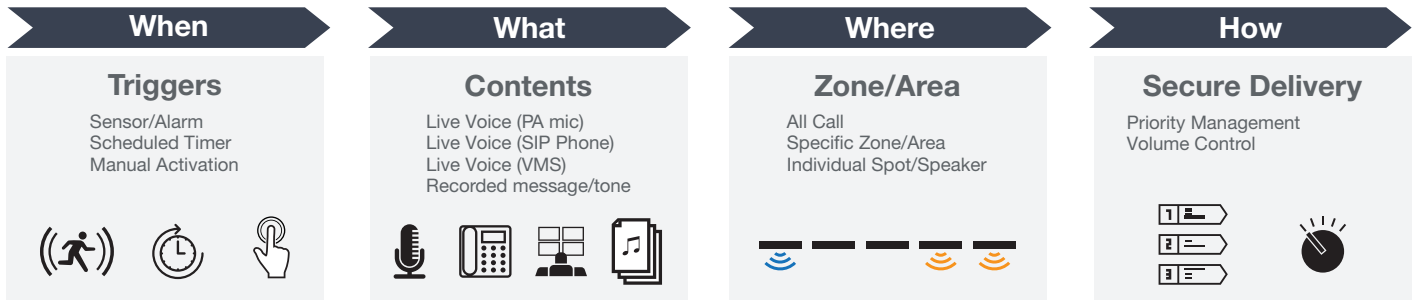 When
Triggers
Sensor/Alarm
Scheduled Timer
Manual Activation
What
Contents
Live Voice (PA mic)
Live Voice (SIP Phone)
Live Voice (VMS)
Recorded message/tone
Where
Zone/Area
All Call
Specific Zone/Area
Individual Spot/Speaker
How
Secure Delivery
Priority Management
Volume Control
1
2
3